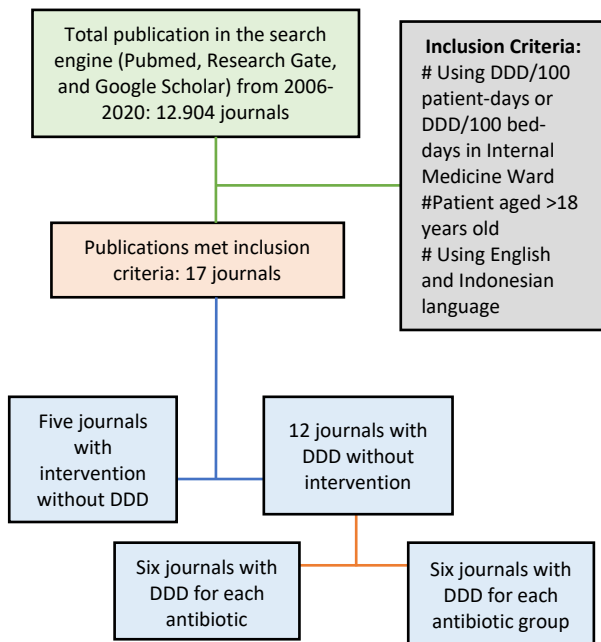 Total publication in the search
engine (Pubmed, Research Gate,
and Google Scholar) from 2006-
2020: 12.904 journals
Inclusion Criteria:
# Using DDD/100
patient-days or
DDD/100 bed-
days in Internal
Medicine Ward
#Patient aged >18
years old
# Using English
and Indonesian
language
Publications met inclusion
criteria: 17 journals
Five journals
with
intervention
without DDD
12 journals with
DDD without
intervention
Six journals with
DDD for each
antibiotic
Six journals with
DDD for each
antibiotic group